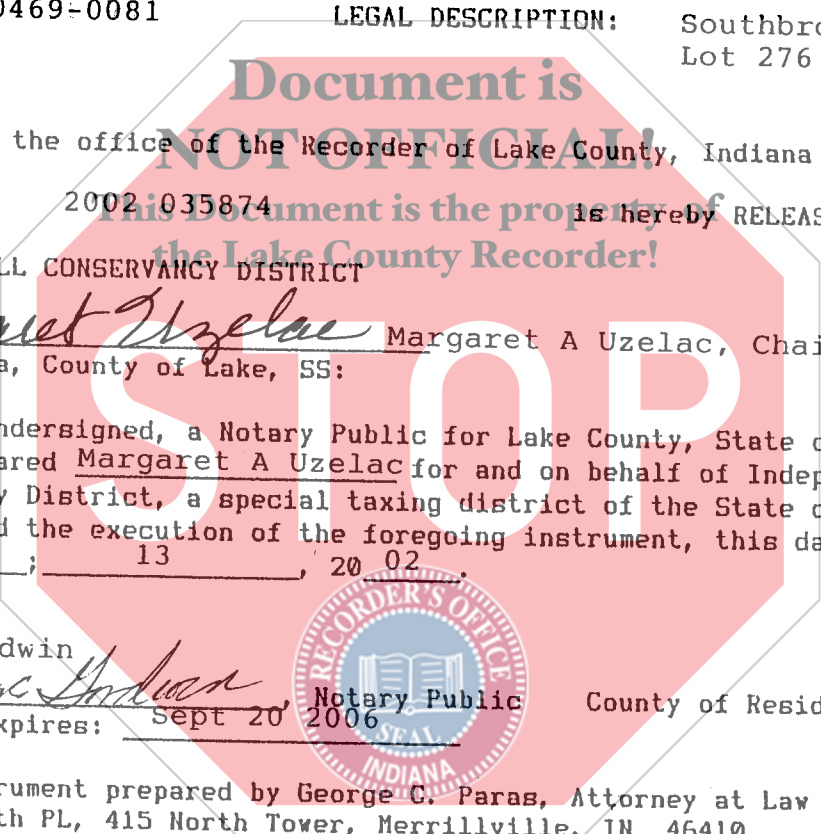 0469-0081 LEGAL DESCRIPTION: Southbro
Lot 276
Document is
NOT OFFICIAL!
the office of the Recorder of Lake County, Indiana
This Document is the property of
2002 035874 is hereby RELEAS
the Lake County Recorder!
LL CONSERVANCY DISTRICT
Uzelac Margaret A Uzelac, Chai
a, County of Lake, SS:
STOP
ndersigned, a Notary Public for Lake County, State o
ared Margaret A Uzelac for and on behalf of Indep
y District, a special taxing district of the State o
d the execution of the foregoing instrument, this da
; 13, 20 02.
RECORDER'S OFFICE
dwin
Notary Public County of Resid
xpires: Sept 20 2006
SEAL
INDIANA
rument prepared by George C. Paras, Attorney at Law
th PL, 415 North Tower, Merrillville, IN 46410